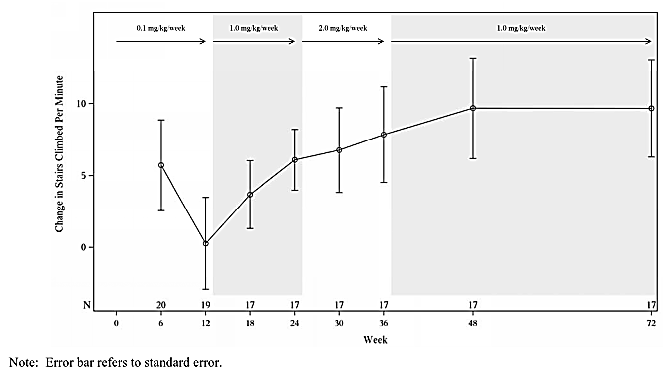 0.1 mg/kg/week 1.0 mg/kg/week 2.0 mg/kg/week 1.0 mg/kg/week
Change in Stairs Climbed Per Minute
10
5
0
N 20 19 17 17 17 17 17 17
0 6 12 18 24 30 36 48 72
Week
Note: Error bar refers to standard error.